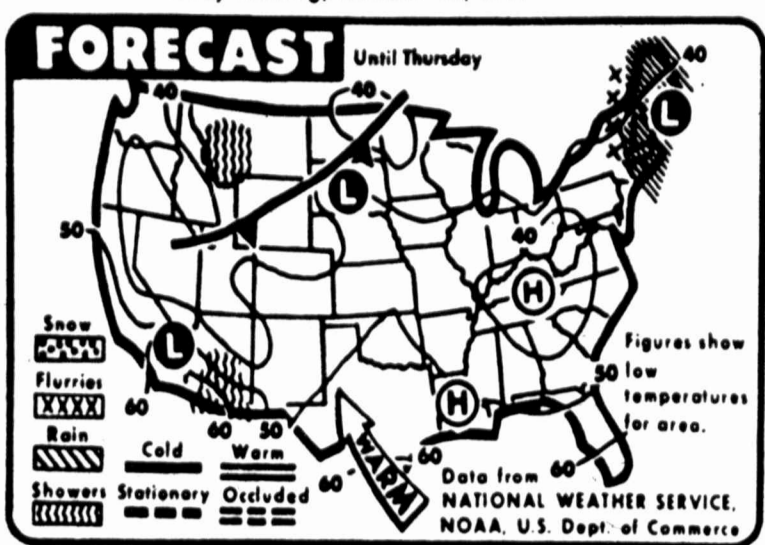 FORECAST Until Thursday
40 40 40
L
L
50
40
H
L
Snow
Flurries
XXXX
Rain
Showers
60
60 50
Cold Warm
Stationary Occluded
H
60
60
WARM
50
60
Figures show
low
temperatures
for area.
Data from
NATIONAL WEATHER SERVICE,
NOAA, U.S. Dept. of Commerce